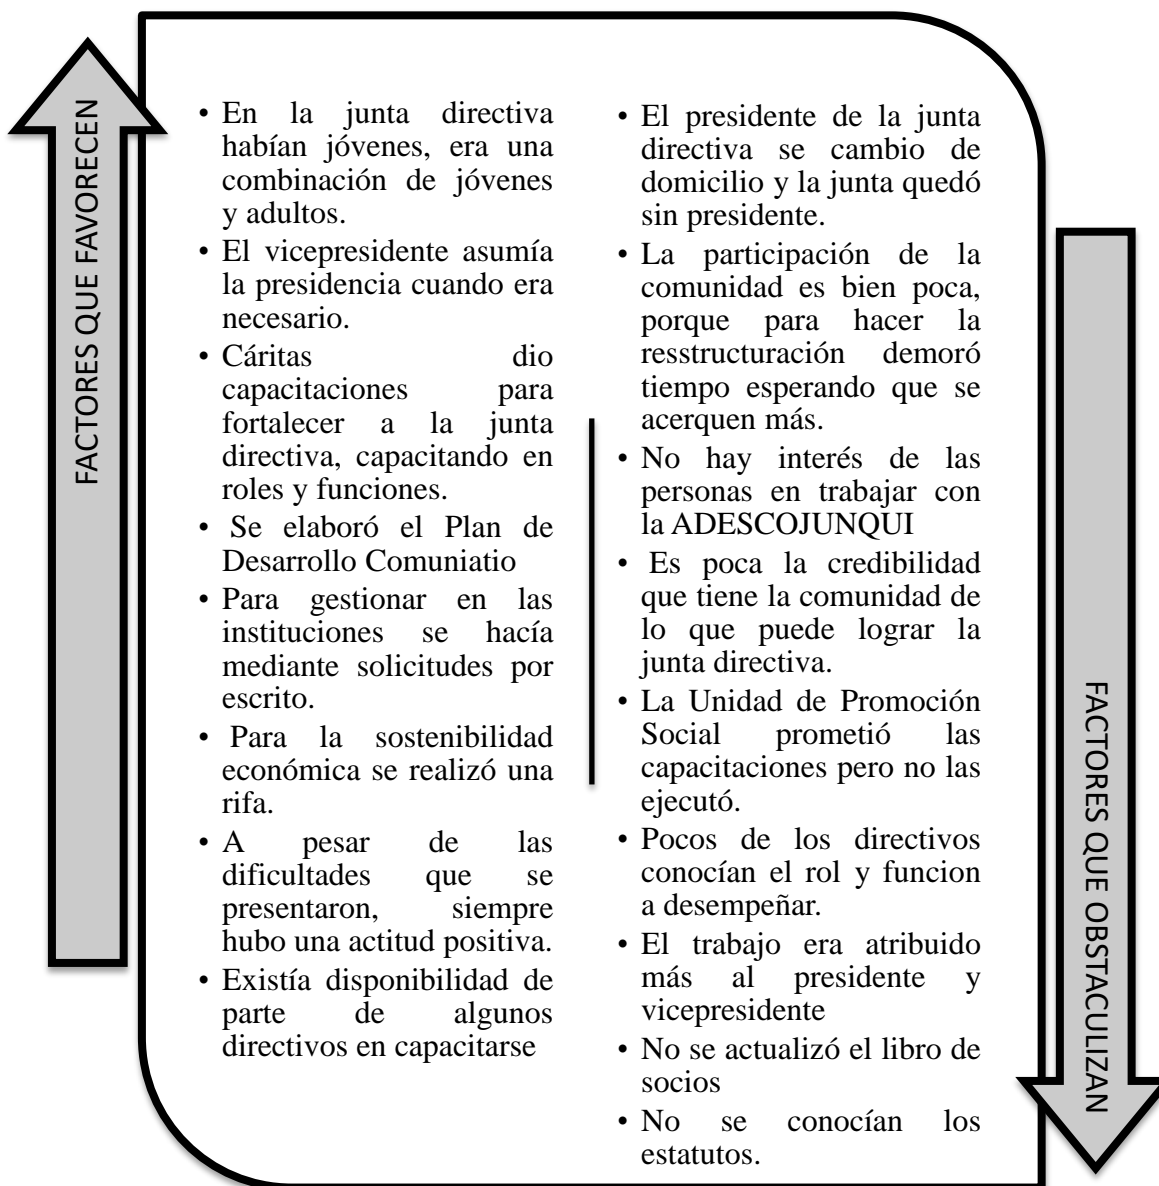 FACTORES QUE FAVORECEN
• En la junta directiva
habían jóvenes, era una
combinación de jóvenes
y adultos.
• El vicepresidente asumía
la presidencia cuando era
necesario.
• Cáritas dio
capacitaciones para
fortalecer a la junta
directiva, capacitando en
roles y funciones.
• Se elaboró el Plan de
Desarrollo Comuniatio
• Para gestionar en las
instituciones se hacía
mediante solicitudes por
escrito.
• Para la sostenibilidad
económica se realizó una
rifa.
• A pesar de las
dificultades que se
presentaron, siempre
hubo una actitud positiva.
• Existía disponibilidad de
parte de algunos
directivos en capacitarse
• El presidente de la junta
directiva se cambio de
domicilio y la junta quedó
sin presidente.
• La participación de la
comunidad es bien poca,
porque para hacer la
resstructuración demoró
tiempo esperando que se
acerquen más.
• No hay interés de las
personas en trabajar con
la ADESCOJUNQUI
• Es poca la credibilidad
que tiene la comunidad de
lo que puede lograr la
junta directiva.
• La Unidad de Promoción
Social prometió las
capacitaciones pero no las
ejecutó.
• Pocos de los directivos
conocían el rol y funcion
a desempeñar.
• El trabajo era atribuido
más al presidente y
vicepresidente
• No se actualizó el libro de
socios
• No se conocían los
estatutos.
FACTORES QUE OBSTACULIZAN